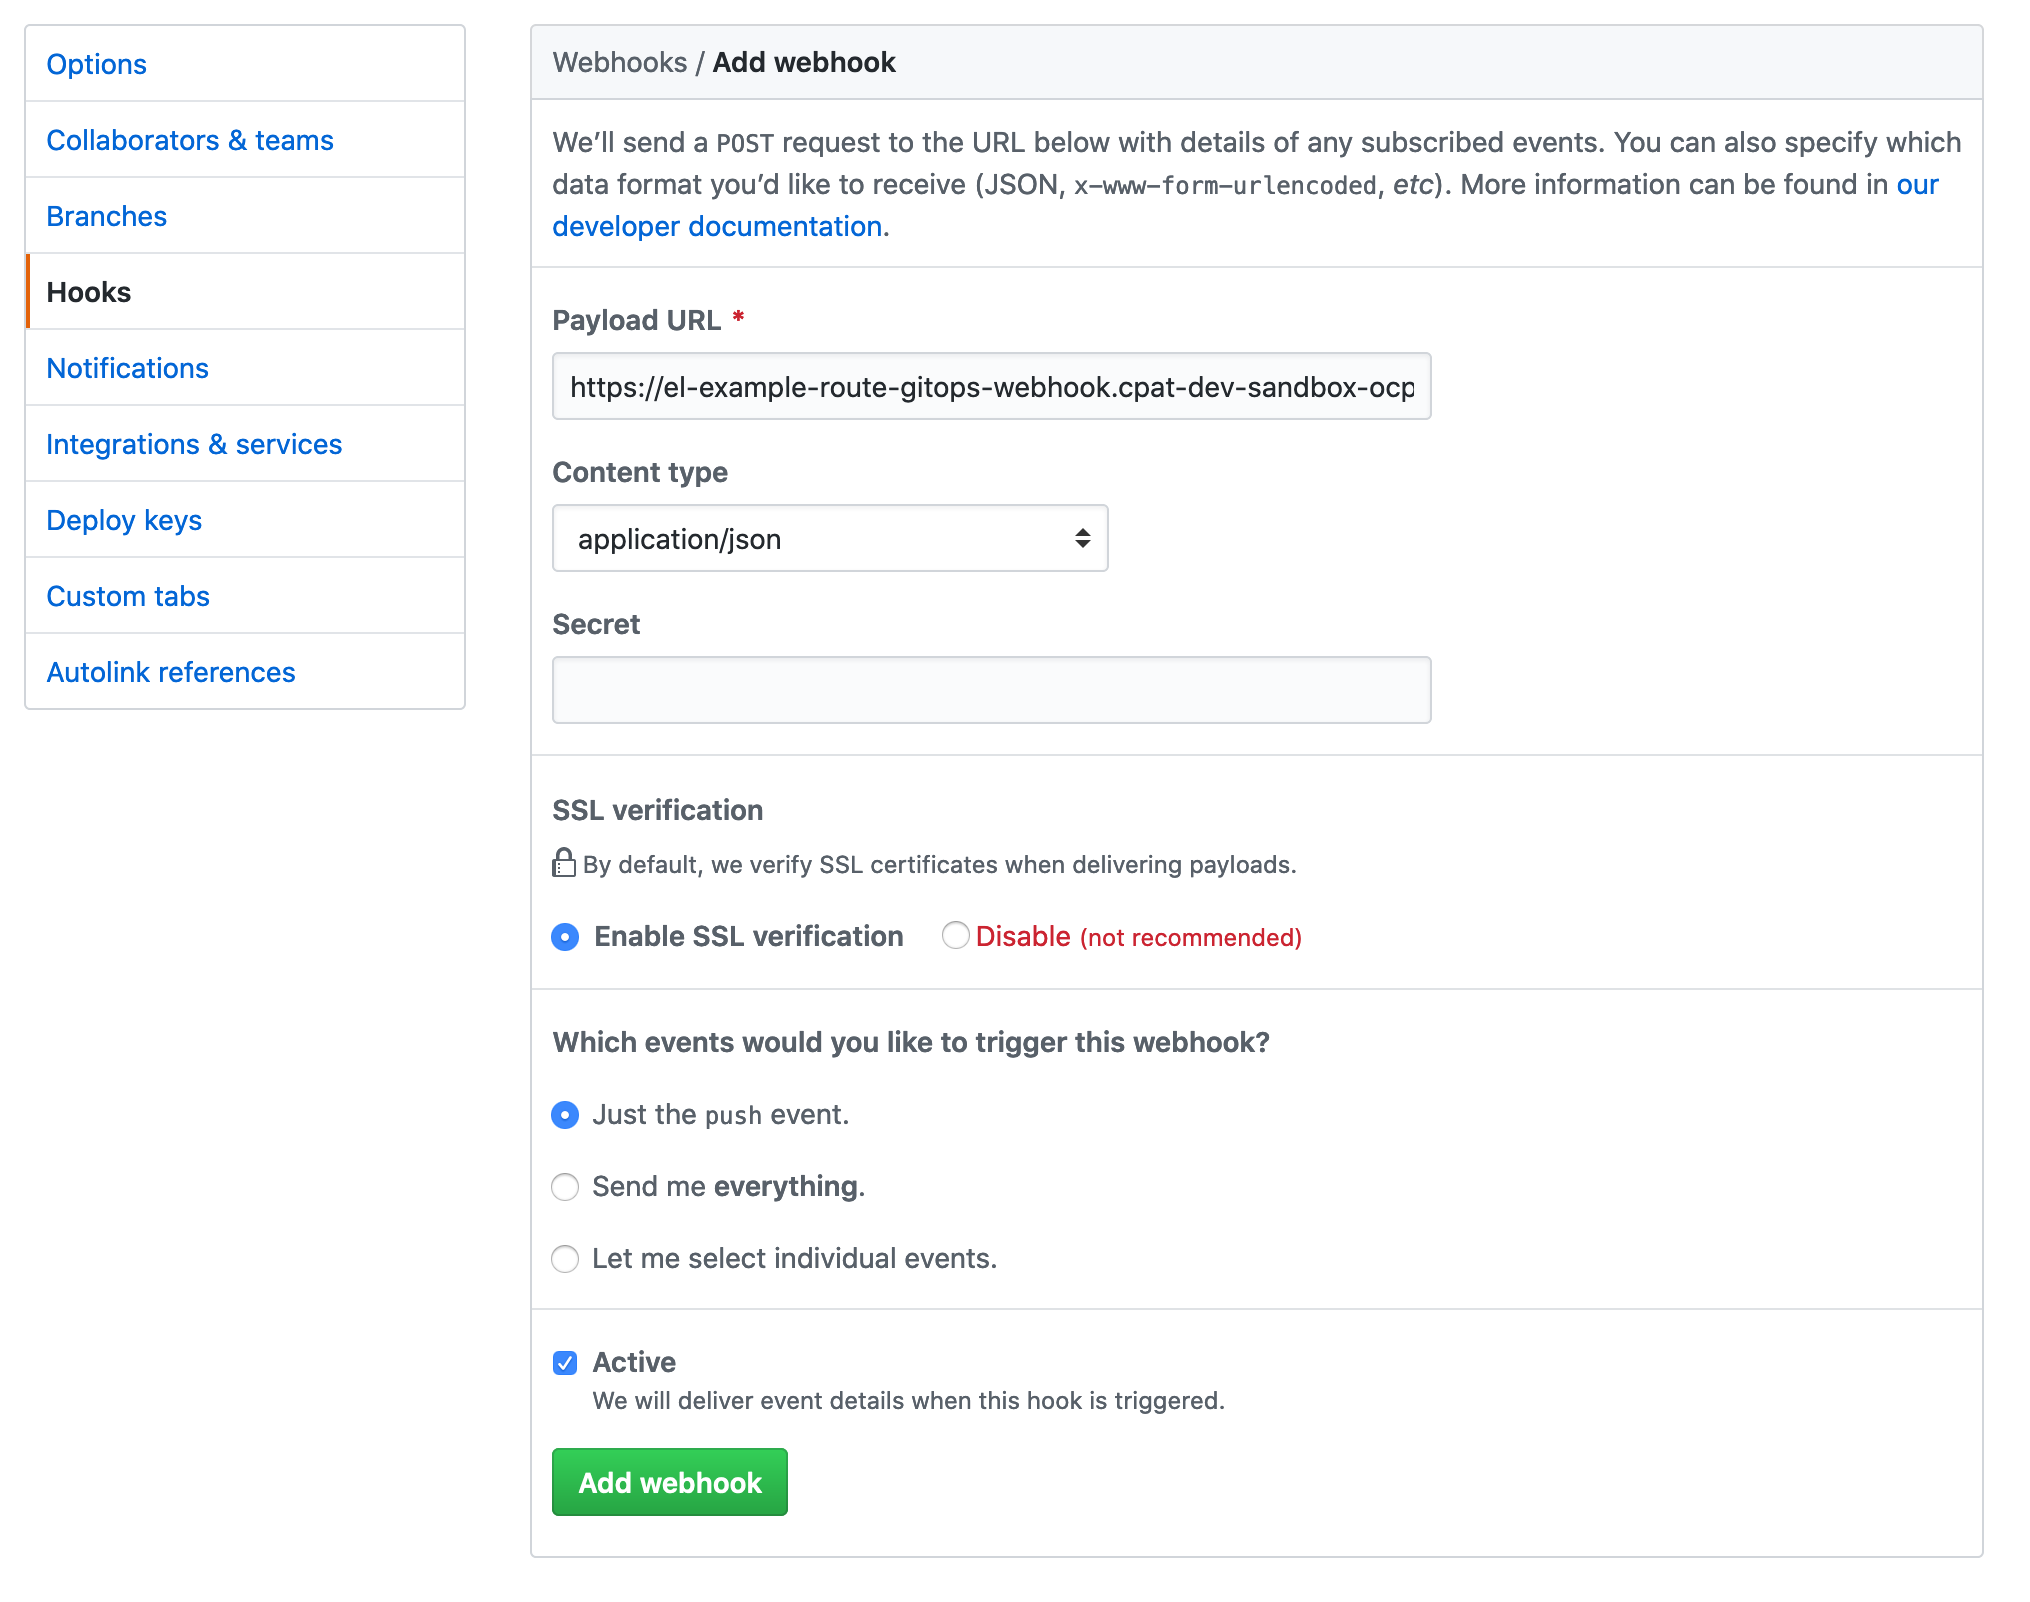 Options
Collaborators & teams
Branches
Hooks
Notifications
Integrations & services
Deploy keys
Custom tabs
Autolink references
Webhooks / Add webhook
We’ll send a POST request to the URL below with details of any subscribed events. You can also specify which
data format you’d like to receive (JSON, x-www-form-urlencoded, etc). More information can be found in our
developer documentation.
Payload URL *
https://el-example-route-gitops-webhook.cpat-dev-sandbox-ocp
Content type
application/json
Secret
SSL verification
By default, we verify SSL certificates when delivering payloads.
Enable SSL verification Disable (not recommended)
Which events would you like to trigger this webhook?
Just the push event.
Send me everything.
Let me select individual events.
Active
We will deliver event details when this hook is triggered.
Add webhook